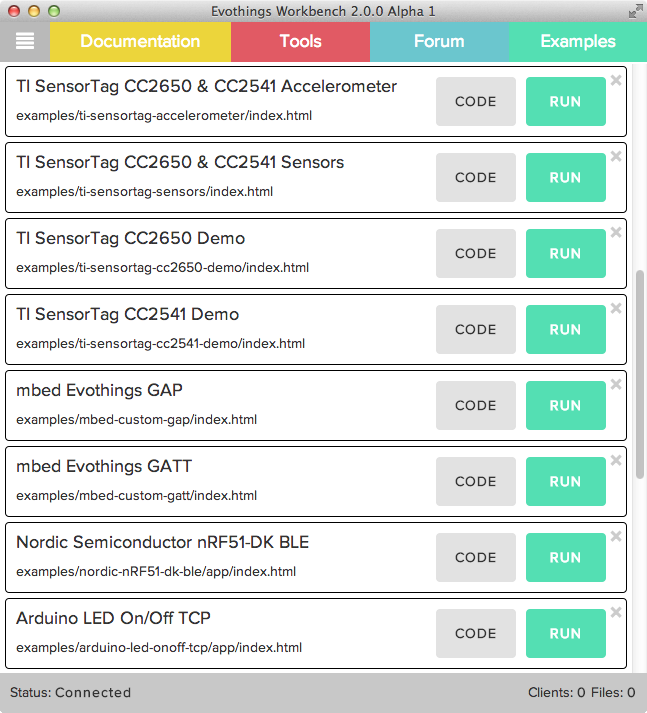 Evothings Workbench 2.0.0 Alpha 1
Documentation Tools Forum Examples
TI SensorTag CC2650 & CC2541 Accelerometer
examples/ti-sensortag-accelerometer/index.html
CODE RUN
TI SensorTag CC2650 & CC2541 Sensors
examples/ti-sensortag-sensors/index.html
CODE RUN
TI SensorTag CC2650 Demo
examples/ti-sensortag-cc2650-demo/index.html
CODE RUN
TI SensorTag CC2541 Demo
examples/ti-sensortag-cc2541-demo/index.html
CODE RUN
mbed Evothings GAP
examples/mbed-custom-gap/index.html
CODE RUN
mbed Evothings GATT
examples/mbed-custom-gatt/index.html
CODE RUN
Nordic Semiconductor nRF51-DK BLE
examples/nordic-nRF51-dk-ble/app/index.html
CODE RUN
Arduino LED On/Off TCP
examples/arduino-led-onoff-tcp/app/index.html
CODE RUN
Status: Connected Clients: 0 Files: 0